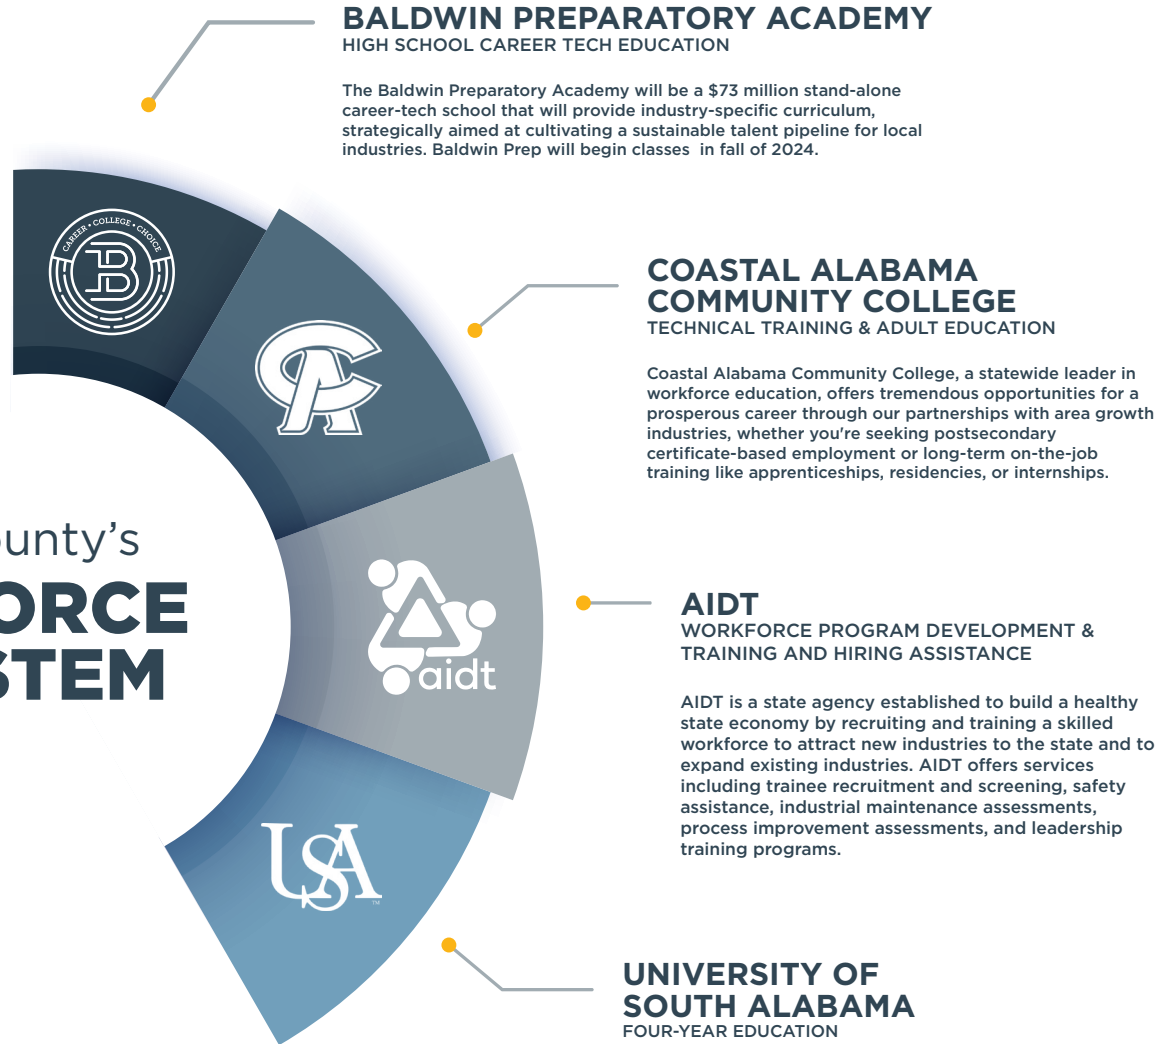 BALDWIN PREPARATORY ACADEMY
HIGH SCHOOL CAREER TECH EDUCATION
The Baldwin Preparatory Academy will be a $73 million stand-alone
career-tech school that will provide industry-specific curriculum,
strategically aimed at cultivating a sustainable talent pipeline for local
industries. Baldwin Prep will begin classes  in fall of 2024.
CAREER • COLLEGE • CHOICE
B
COASTAL ALABAMA
COMMUNITY COLLEGE
TECHNICAL TRAINING & ADULT EDUCATION
Coastal Alabama Community College, a statewide leader in
workforce education, offers tremendous opportunities for a
prosperous career through our partnerships with area growth
industries, whether you're seeking postsecondary
certificate-based employment or long-term on-the-job
training like apprenticeships, residencies, or internships.
CA
ounty’s
ORCE
STEM
AIDT
WORKFORCE PROGRAM DEVELOPMENT &
TRAINING AND HIRING ASSISTANCE
AIDT is a state agency established to build a healthy
state economy by recruiting and training a skilled
workforce to attract new industries to the state and to
expand existing industries. AIDT offers services
including trainee recruitment and screening, safety
assistance, industrial maintenance assessments,
process improvement assessments, and leadership
training programs.
aidt
USA
™
UNIVERSITY OF
SOUTH ALABAMA
FOUR-YEAR EDUCATION